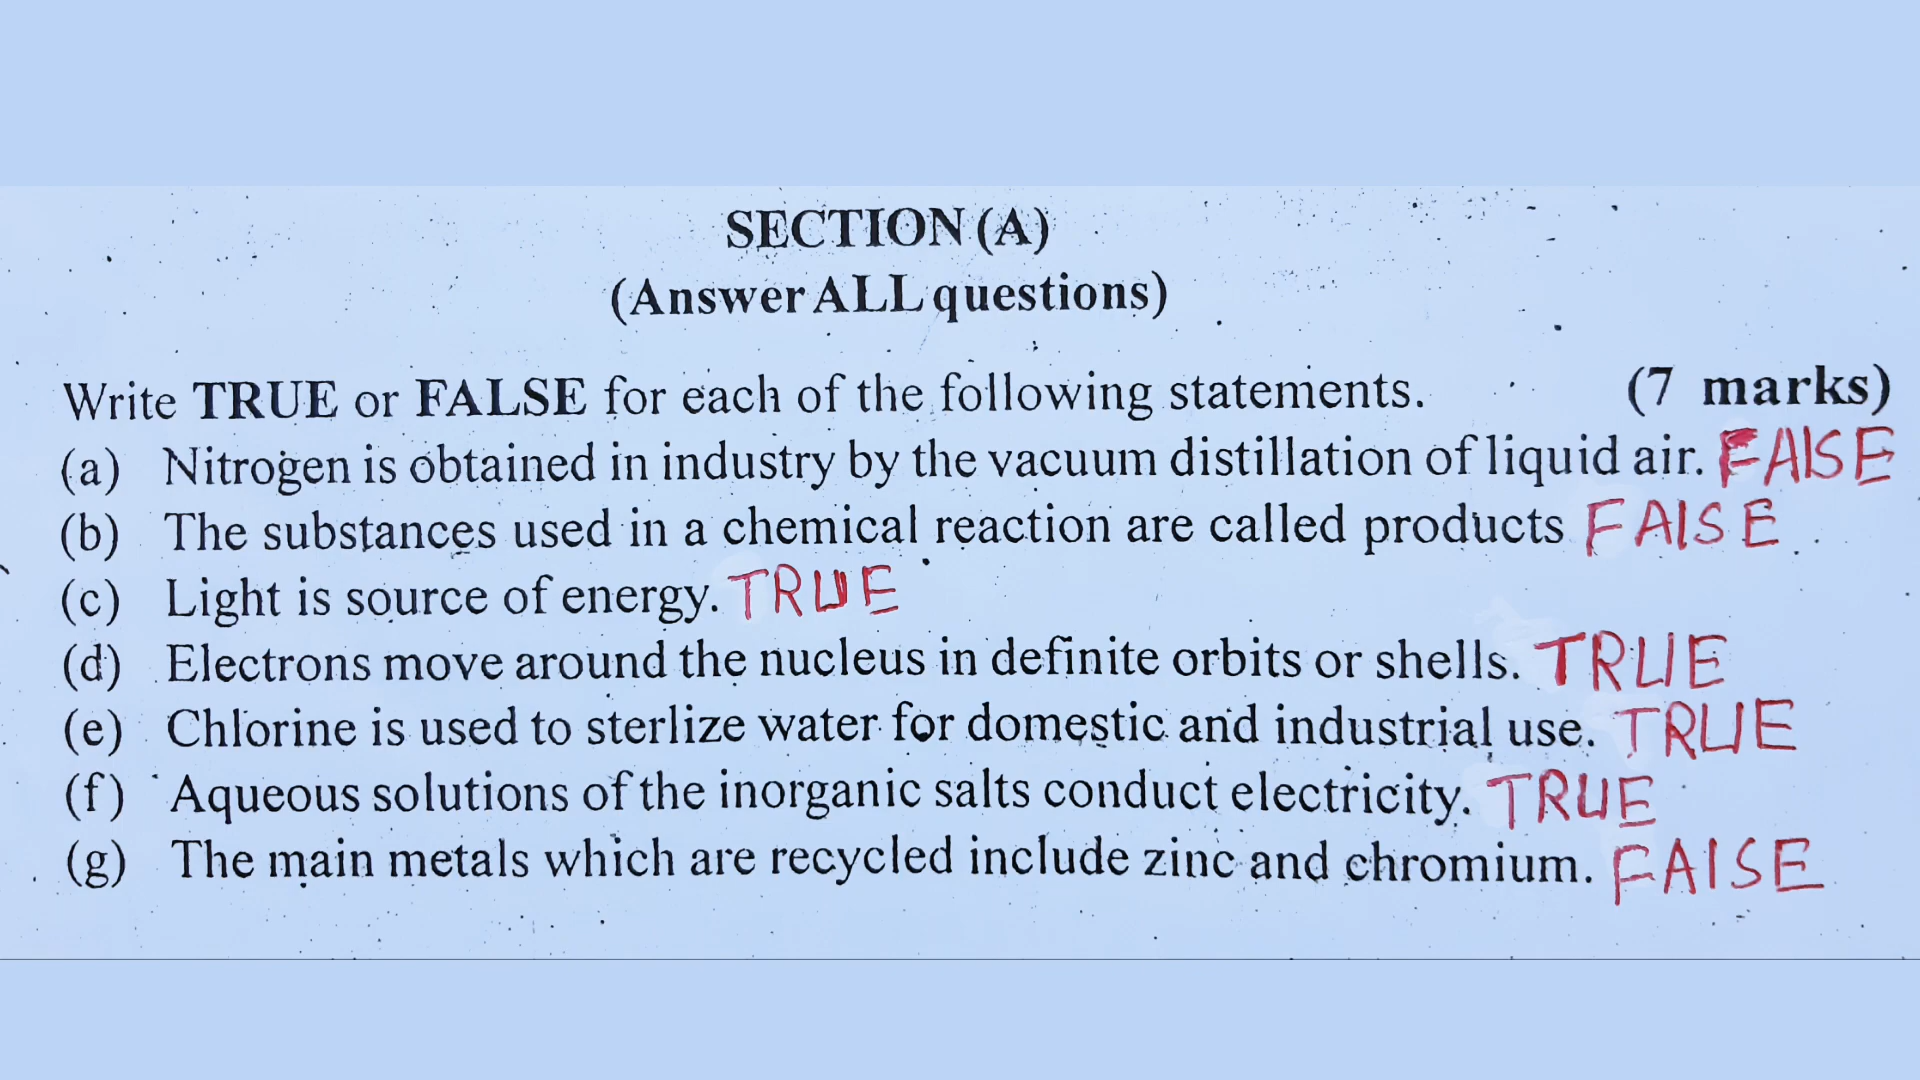 SECTION (A)
(Answer ALL questions)
Write TRUE or FALSE for each of the following statements. (7 marks)
(a) Nitrogen is obtained in industry by the vacuum distillation of liquid air. FAlSE
(b) The substances used in a chemical reaction are called products FAlSE
(c) Light is source of energy. TRUE
(d) Electrons move around the nucleus in definite orbits or shells. TRUE
(e) Chlorine is used to sterlize water for domestic and industrial use. TRUE
(f) Aqueous solutions of the inorganic salts conduct electricity. TRUE
(g) The main metals which are recycled include zinc and chromium. FAlSE